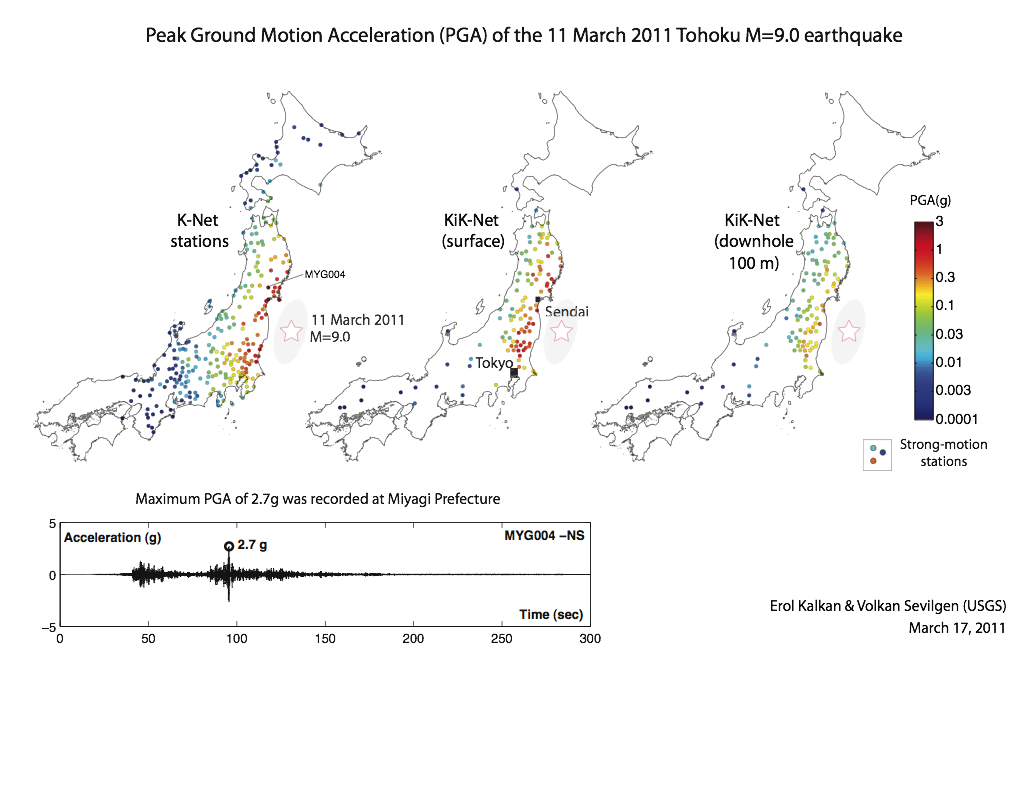 Peak Ground Motion Acceleration (PGA) of the 11 March 2011 Tohoku M=9.0 earthquake
K-Net
stations
MYG004
11 March 2011
M=9.0
KiK-Net
(surface)
Sendai
Tokyo
KiK-Net
(downhole
100 m)
PGA(g)
3
1
0.3
0.1
0.03
0.01
0.003
0.0001
Strong-motion
stations
Maximum PGA of 2.7g was recorded at Miyagi Prefecture
5
0
−5
Acceleration (g)
2.7 g
MYG004 −NS
Time (sec)
0 50 100 150 200 250 300
Erol Kalkan & Volkan Sevilgen (USGS)
March 17, 2011